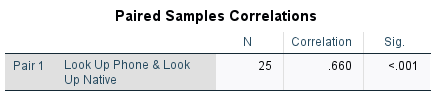 Paired Samples Correlations
N Correlation Sig.
Pair 1 Look Up Phone & Look 25 .660 <.001
Up Native